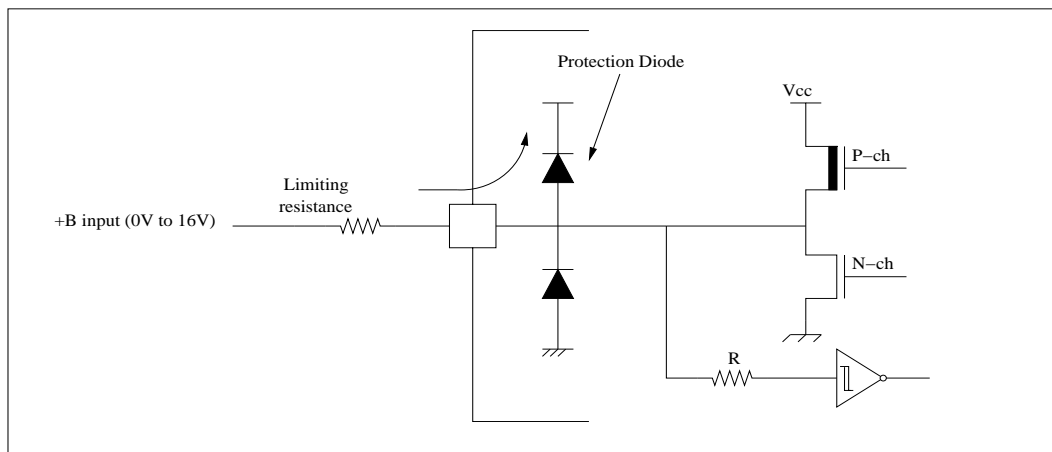 Protection Diode
Vcc
P−ch
Limiting
resistance
+B input (0V to 16V)
N−ch
R